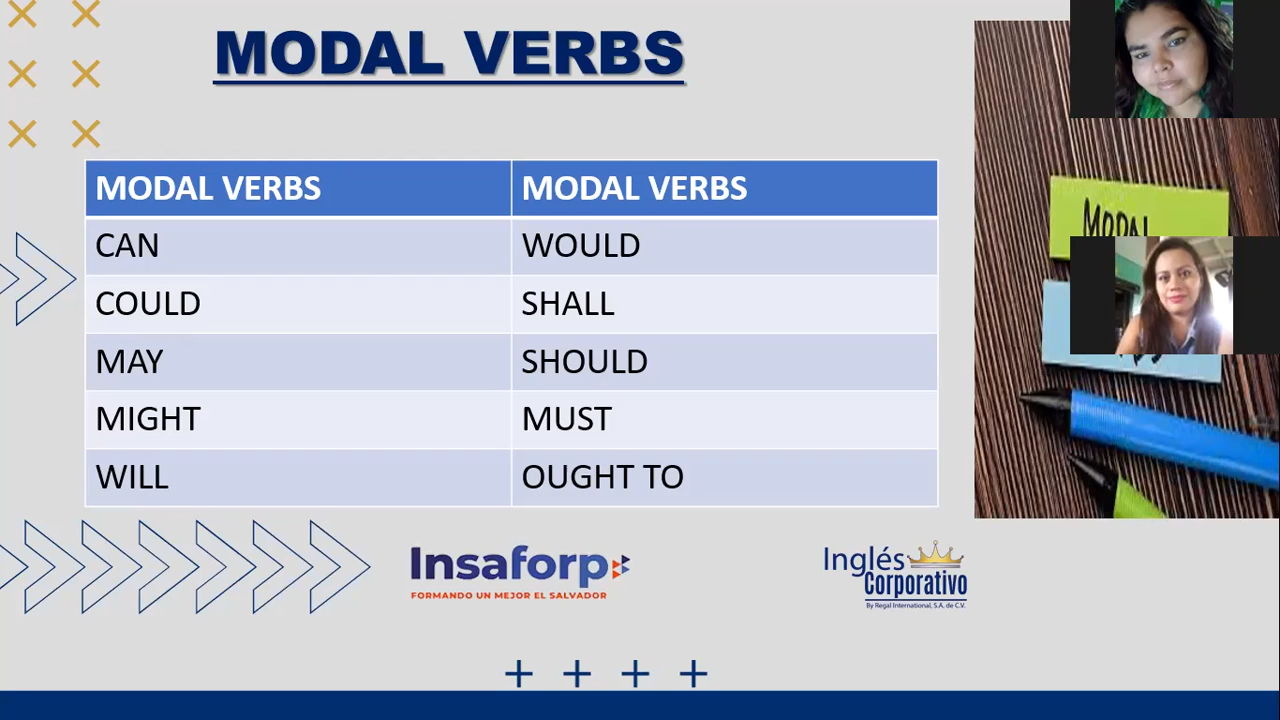 MODAL VERBS
MODAL VERBS MODAL VERBS
CAN WOULD
COULD SHALL
MAY SHOULD
MIGHT MUST
WILL OUGHT TO
MODAL
Insaforp
FORMANDO UN MEJOR EL SALVADOR
Inglés
Corporativo
By Regal International, S.A. de C.V.